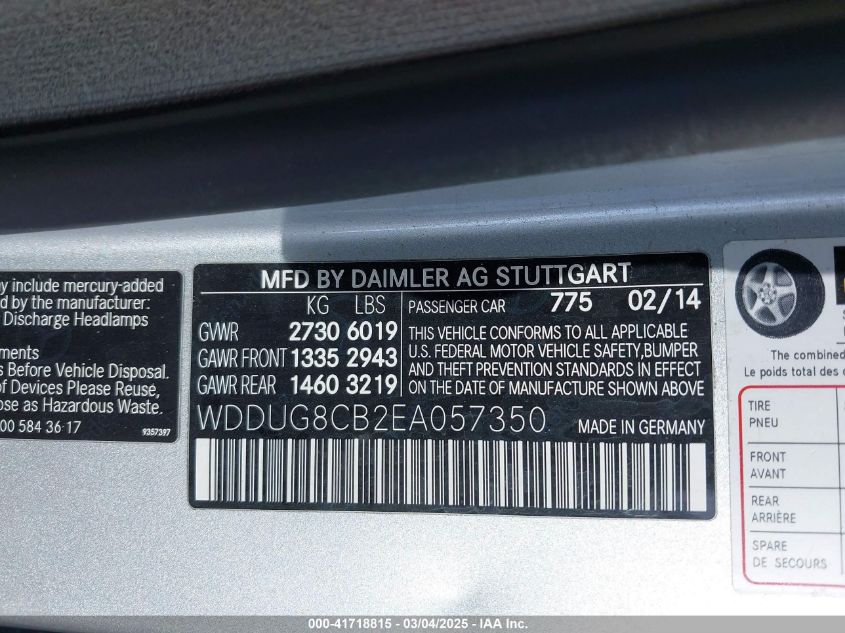 y include mercury-added
d by the manufacturer:
Discharge Headlamps
ments
s Before Vehicle Disposal.
of Devices Please Reuse,
ose as Hazardous Waste.
00 584 36 17
9357397
MFD BY DAIMLER AG STUTTGART
KG LBS
GVWR 2730 6019
GAWR FRONT 1335 2943
GAWR REAR 1460 3219
PASSENGER CAR 775 02/14
THIS VEHICLE CONFORMS TO ALL APPLICABLE
U.S. FEDERAL MOTOR VEHICLE SAFETY,BUMPER
AND THEFT PREVENTION STANDARDS IN EFFECT
ON THE DATE OF MANUFACTURE SHOWN ABOVE
WDDUG8CB2EA057350
MADE IN GERMANY
The combined
Le poids total des
TIRE
PNEU
FRONT
AVANT
REAR
ARRIÈRE
SPARE
DE SECOURS
000-41718815 - 03/04/2025 - IAA Inc.